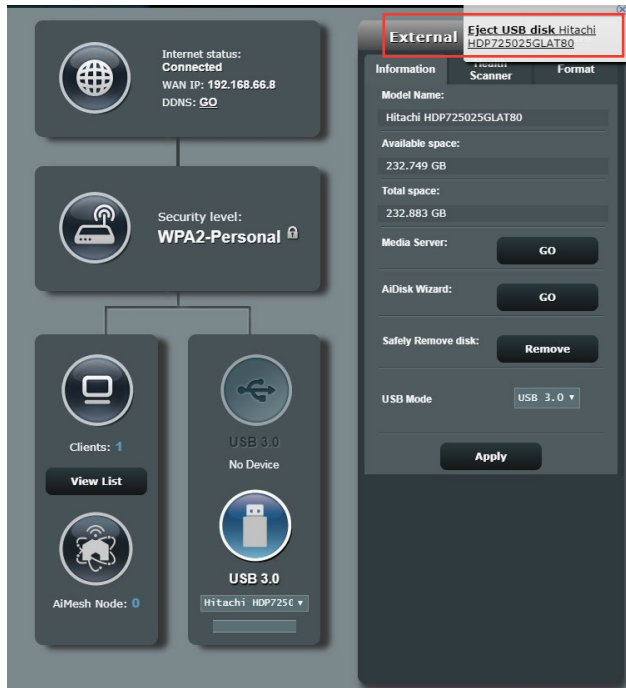 Internet status:
Connected
WAN IP: 192.168.66.8
DDNS: GO
Security level:
WPA2-Personal
Clients: 1
View List
AiMesh Node: 0
USB 3.0
No Device
USB 3.0
Hitachi HDP7250
External
Eject USB disk Hitachi
HDP725025GLAT80
Information
Health
Scanner
Format
Model Name:
Hitachi HDP725025GLAT80
Available space:
232.749 GB
Total space:
232.883 GB
Media Server:
GO
AiDisk Wizard:
GO
Safely Remove disk:
Remove
USB Mode
USB 3.0
Apply